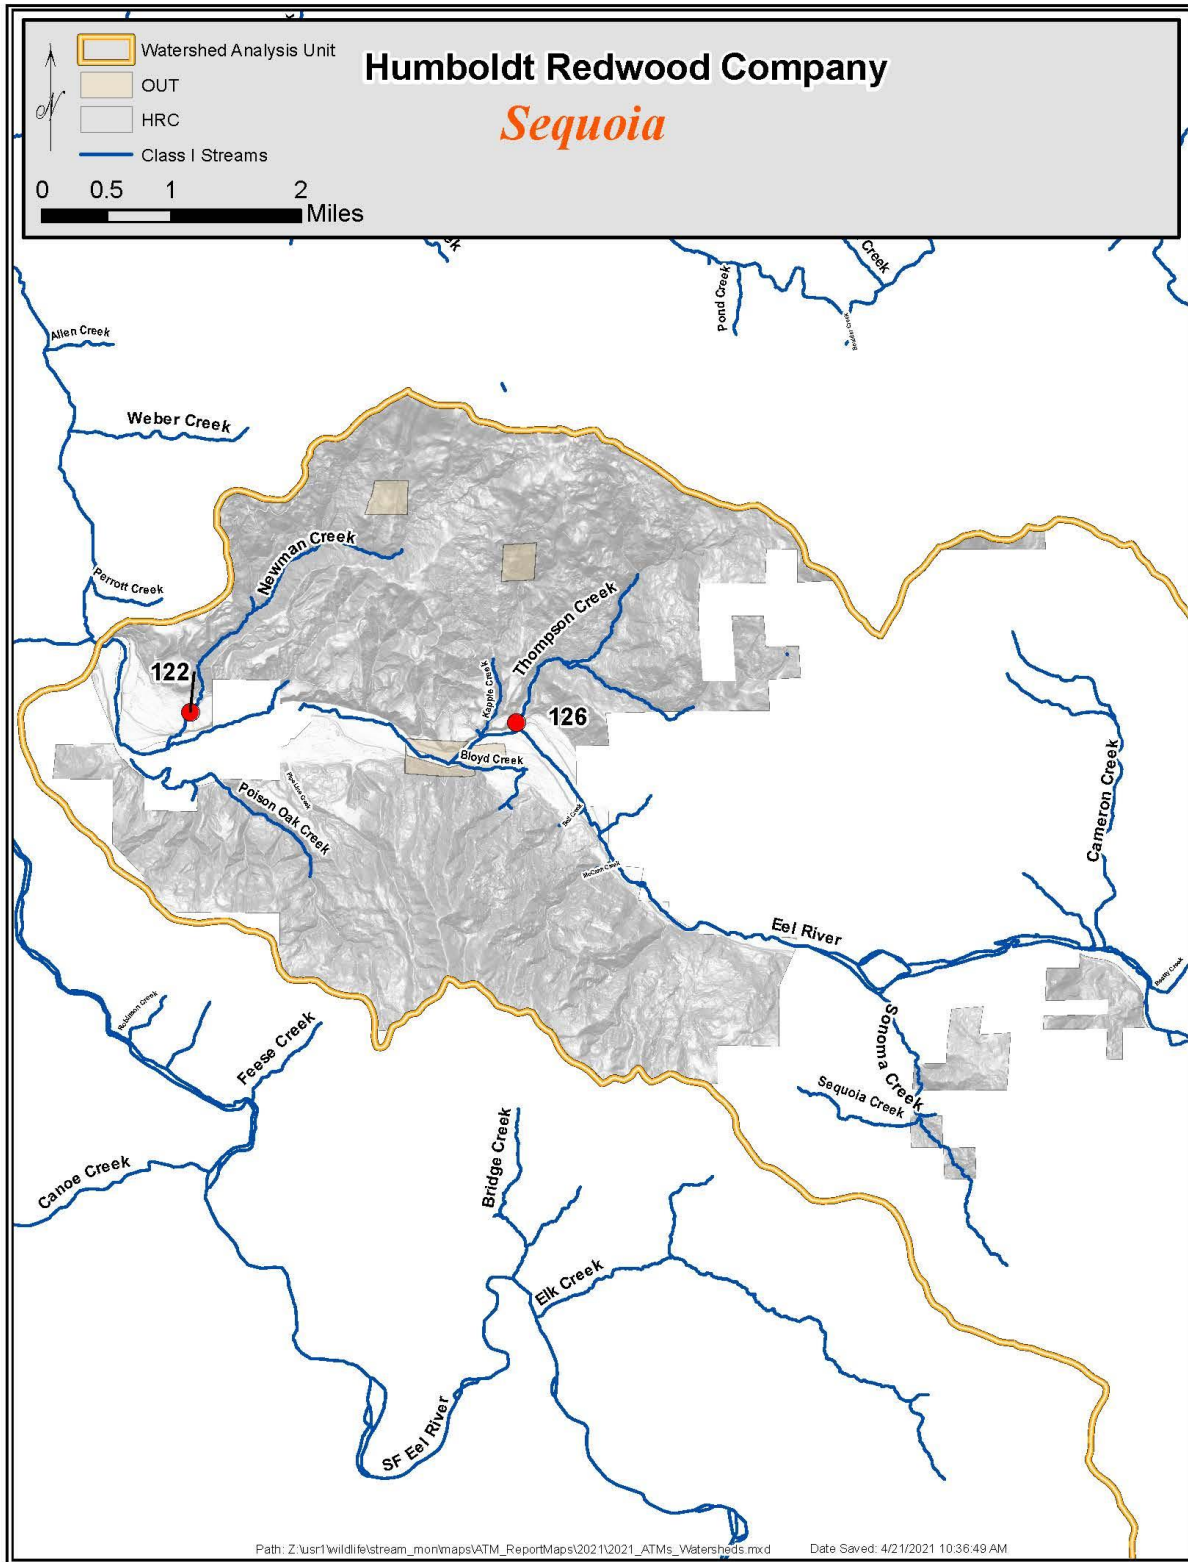 Humboldt Redwood Company
Sequoia
Watershed Analysis Unit
OUT
HRC
Class I Streams
N
0 0.5 1 2
Miles
Creek
Pond Creek
Allen Creek
Weber Creek
Newman Creek
Perrott Creek
Thompson Creek
122
Kapple Creek
126
Bloyd Creek
Poison Oak Creek
Cameron Creek
McCann Creek
Eel River
Robinson Creek
Feese Creek
Sonoma Creek
Sequoia Creek
Canoe Creek
Bridge Creek
Elk Creek
SF Eel River
Path: Z:\usr1\wildlife\stream_mon\maps\ATM_ReportMaps\2021\2021_ATMs_Watersheds.mxd
Date Saved: 4/21/2021 10:36:49 AM